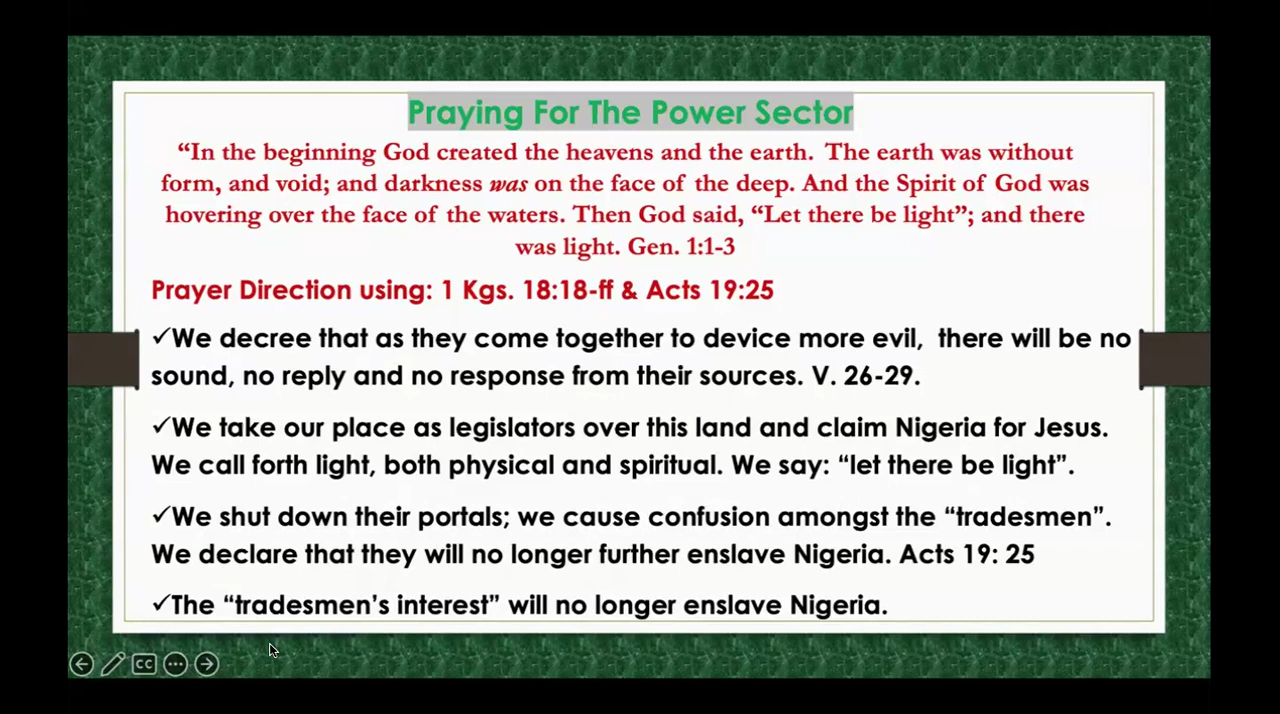 Praying For The Power Sector
“In the beginning God created the heavens and the earth. The earth was without
form, and void; and darkness was on the face of the deep. And the Spirit of God was
hovering over the face of the waters. Then God said, “Let there be light”; and there
was light. Gen. 1:1-3
Prayer Direction using: 1 Kgs. 18:18-ff & Acts 19:25
✓We decree that as they come together to device more evil, there will be no
sound, no reply and no response from their sources. V. 26-29.
✓We take our place as legislators over this land and claim Nigeria for Jesus.
We call forth light, both physical and spiritual. We say: “let there be light”.
✓We shut down their portals; we cause confusion amongst the “tradesmen”.
We declare that they will no longer further enslave Nigeria. Acts 19: 25
✓The “tradesmen’s interest” will no longer enslave Nigeria.
CC